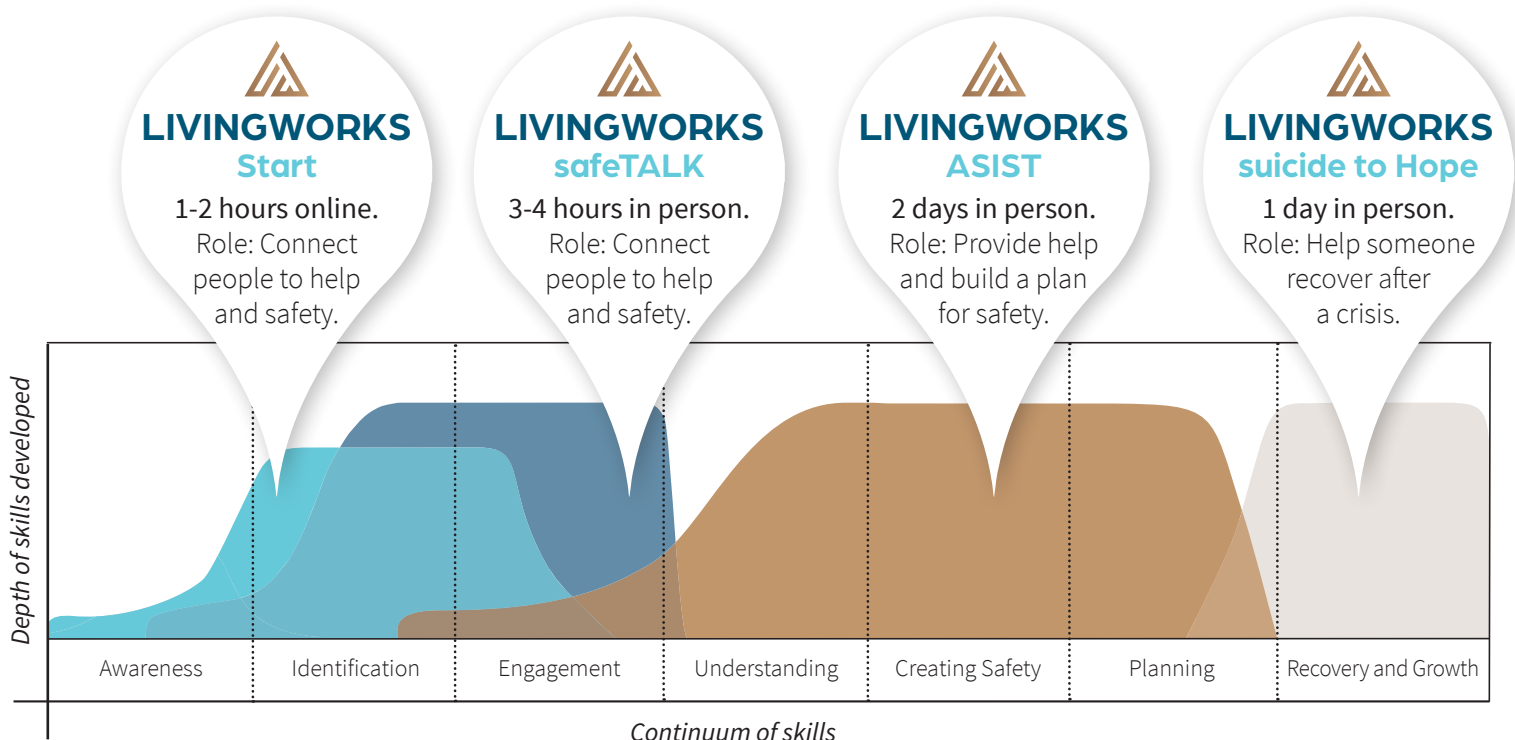 LIVINGWORKS
Start
1-2 hours online.
Role: Connect
people to help
and safety.
LIVINGWORKS
safeTALK
3-4 hours in person.
Role: Connect
people to help
and safety.
LIVINGWORKS
ASIST
2 days in person.
Role: Provide help
and build a plan
for safety.
LIVINGWORKS
suicide to Hope
1 day in person.
Role: Help someone
recover after
a crisis.
Depth of skills developed
Awareness
Identification
Engagement
Understanding
Creating Safety
Planning
Recovery and Growth
Continuum of skills